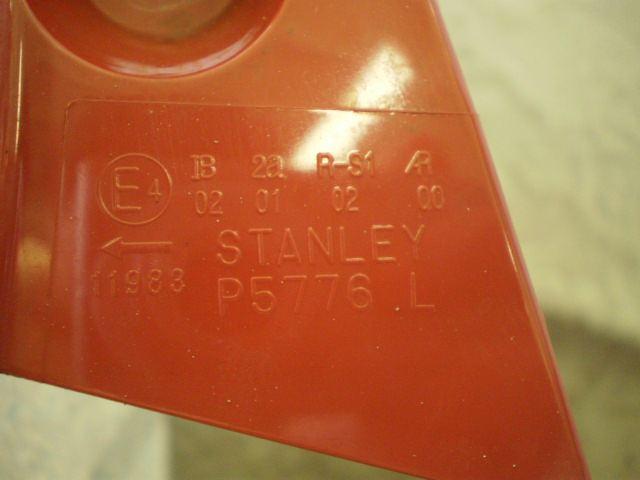 E4 IB 2a R-S1 AR
02 01 02 00
← STANLEY
11983 P5776 L